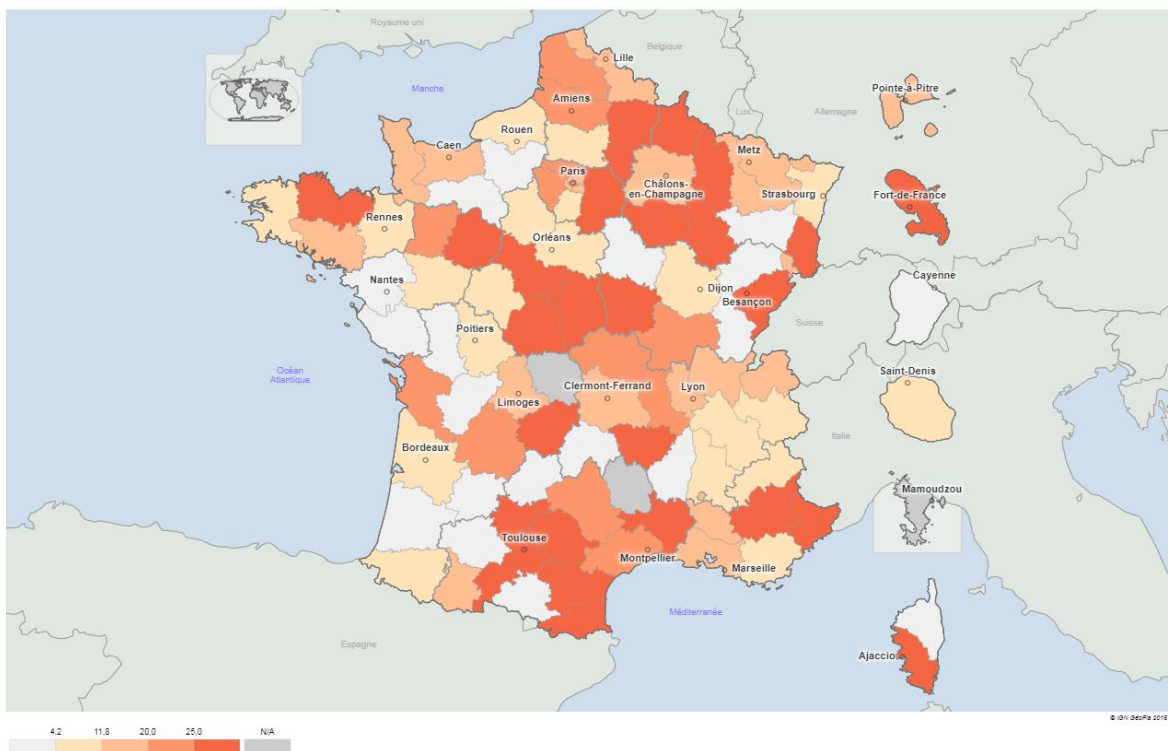 Royaume uni
Belgique
Lille
Manche
Amiens
Pointe-à-Pitre
Allemagne
Lux.
Rouen
Caen
Metz
Paris
Châlons-
en-Champagne
Strasbourg
Fort-de-France
Rennes
Orléans
Cayenne
Nantes
Dijon
Besançon
Poitiers
Suisse
Océan
Atlantique
Saint-Denis
Clermont-Ferrand
Lyon
Limoges
Italie
Bordeaux
Mamoudzou
Toulouse
Montpellier
Marseille
Méditerranée
Espagne
Ajaccio
© IGN GéoFla 2016
4,2 11,8 20,0 25,0 N/A